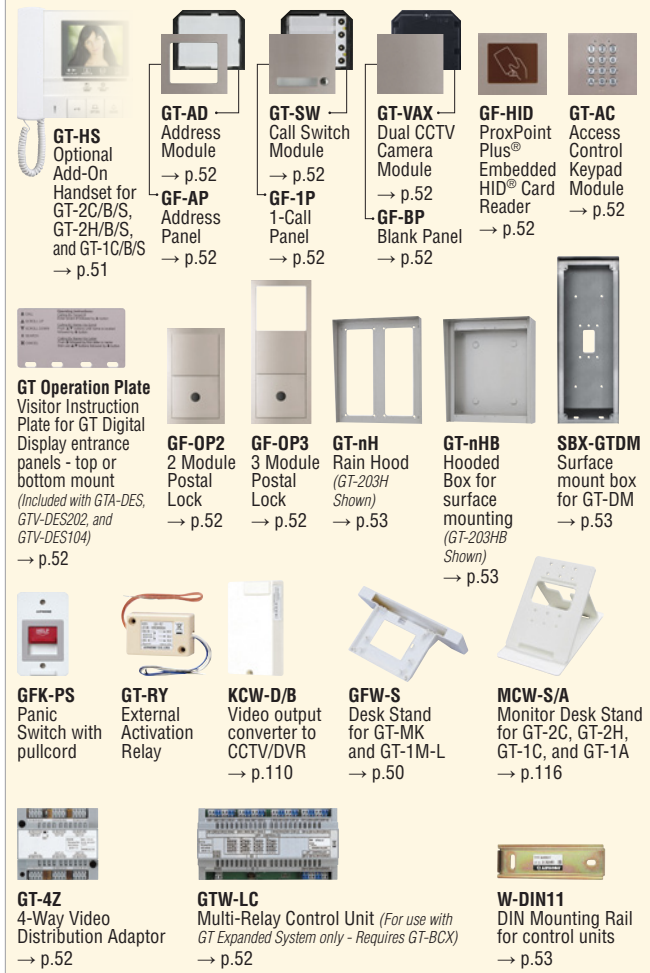 GT-HS
Optional
Add-On
Handset for
GT-2C/B/S,
GT-2H/B/S,
and GT-1C/B/S
→ p.51
GT-AD
Address
Module
→ p.52
GF-AP
Address
Panel
→ p.52
GT-SW
Call Switch
Module
→ p.52
GF-1P
1-Call
Panel
→ p.52
GT-VAX
Dual CCTV
Camera
Module
→ p.52
GF-BP
Blank Panel
→ p.52
GF-HID
ProxPoint
Plus®
Embedded
HID® Card
Reader
→ p.52
GT-AC
Access
Control
Keypad
Module
→ p.52
GT Operation Plate
Visitor Instruction
Plate for GT Digital
Display entrance
panels - top or
bottom mount
(Included with GTA-DES,
GTV-DES202, and
GTV-DES104)
→ p.52
GF-OP2
2 Module
Postal
Lock
→ p.52
GF-OP3
3 Module
Postal
Lock
→ p.52
GT-nH
Rain Hood
(GT-203H
Shown)
→ p.53
GT-nHB
Hooded
Box for
surface
mounting
(GT-203HB
Shown)
→ p.53
SBX-GTDM
Surface
mount box
for GT-DM
→ p.53
HELP
GFK-PS
Panic
Switch with
pullcord
GT-RY
External
Activation
Relay
KCW-D/B
Video output
converter to
CCTV/DVR
→ p.110
GFW-S
Desk Stand
for GT-MK
and GT-1M-L
→ p.50
MCW-S/A
Monitor Desk Stand
for GT-2C, GT-2H,
GT-1C, and GT-1A
→ p.116
GT-4Z
4-Way Video
Distribution Adaptor
→ p.52
GTW-LC
Multi-Relay Control Unit (For use with
GT Expanded System only - Requires GT-BCX)
→ p.52
W-DIN11
DIN Mounting Rail
for control units
→ p.53